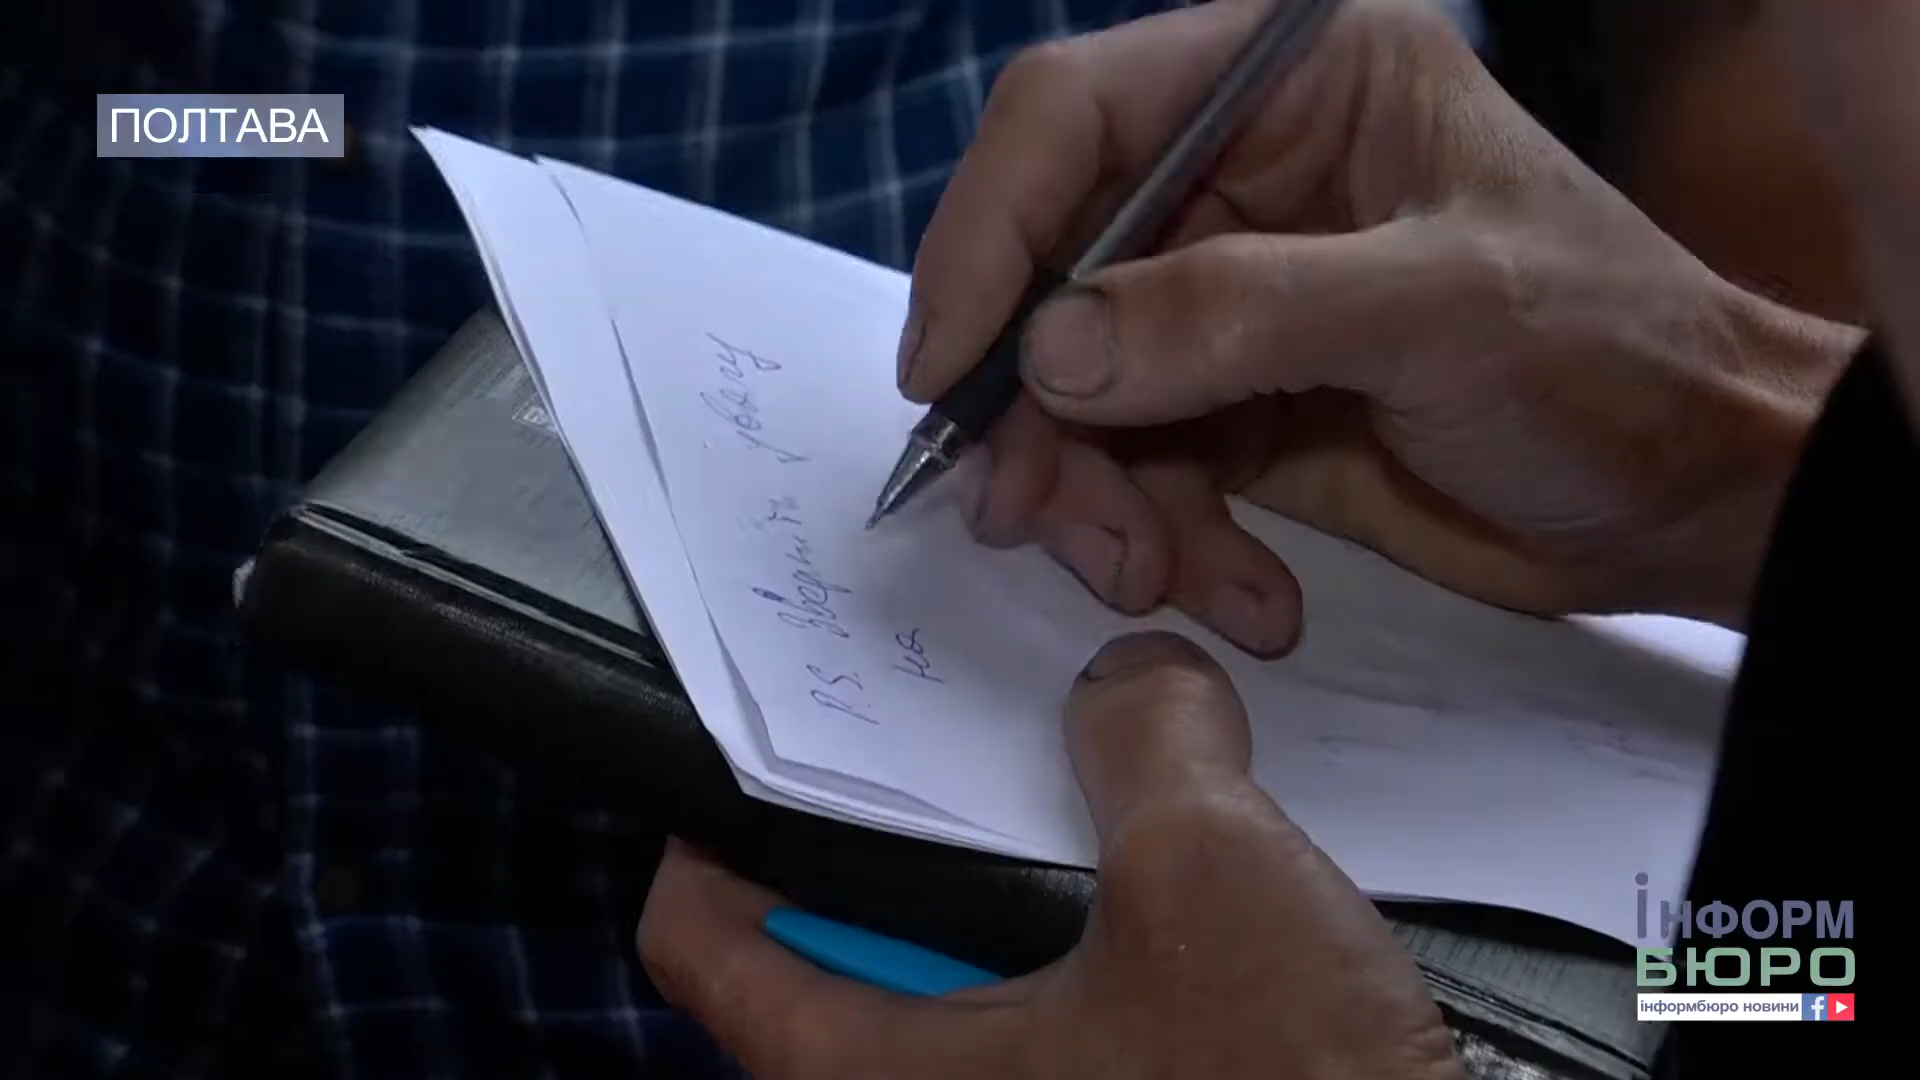 ПОЛТАВА
P.S. Зверніть увагу
на
інФОРМ
БЮРО
інформбюро новини